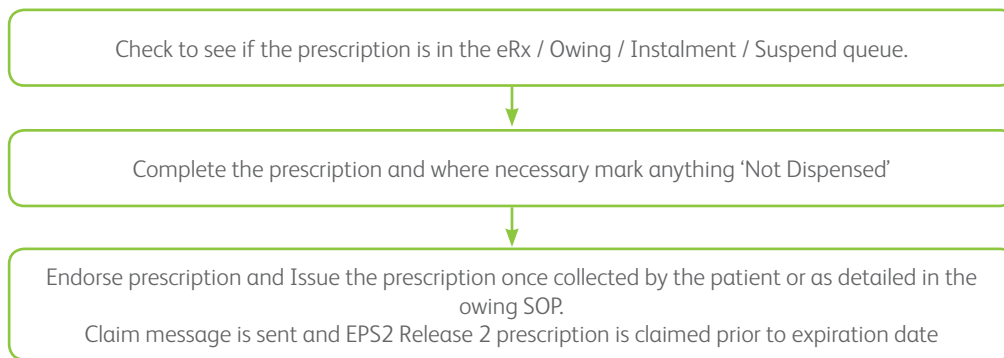 Check to see if the prescription is in the eRx / Owing / Instalment / Suspend queue.
Complete the prescription and where necessary mark anything ‘Not Dispensed’
Endorse prescription and Issue the prescription once collected by the patient or as detailed in the
owing SOP.
Claim message is sent and EPS2 Release 2 prescription is claimed prior to expiration date